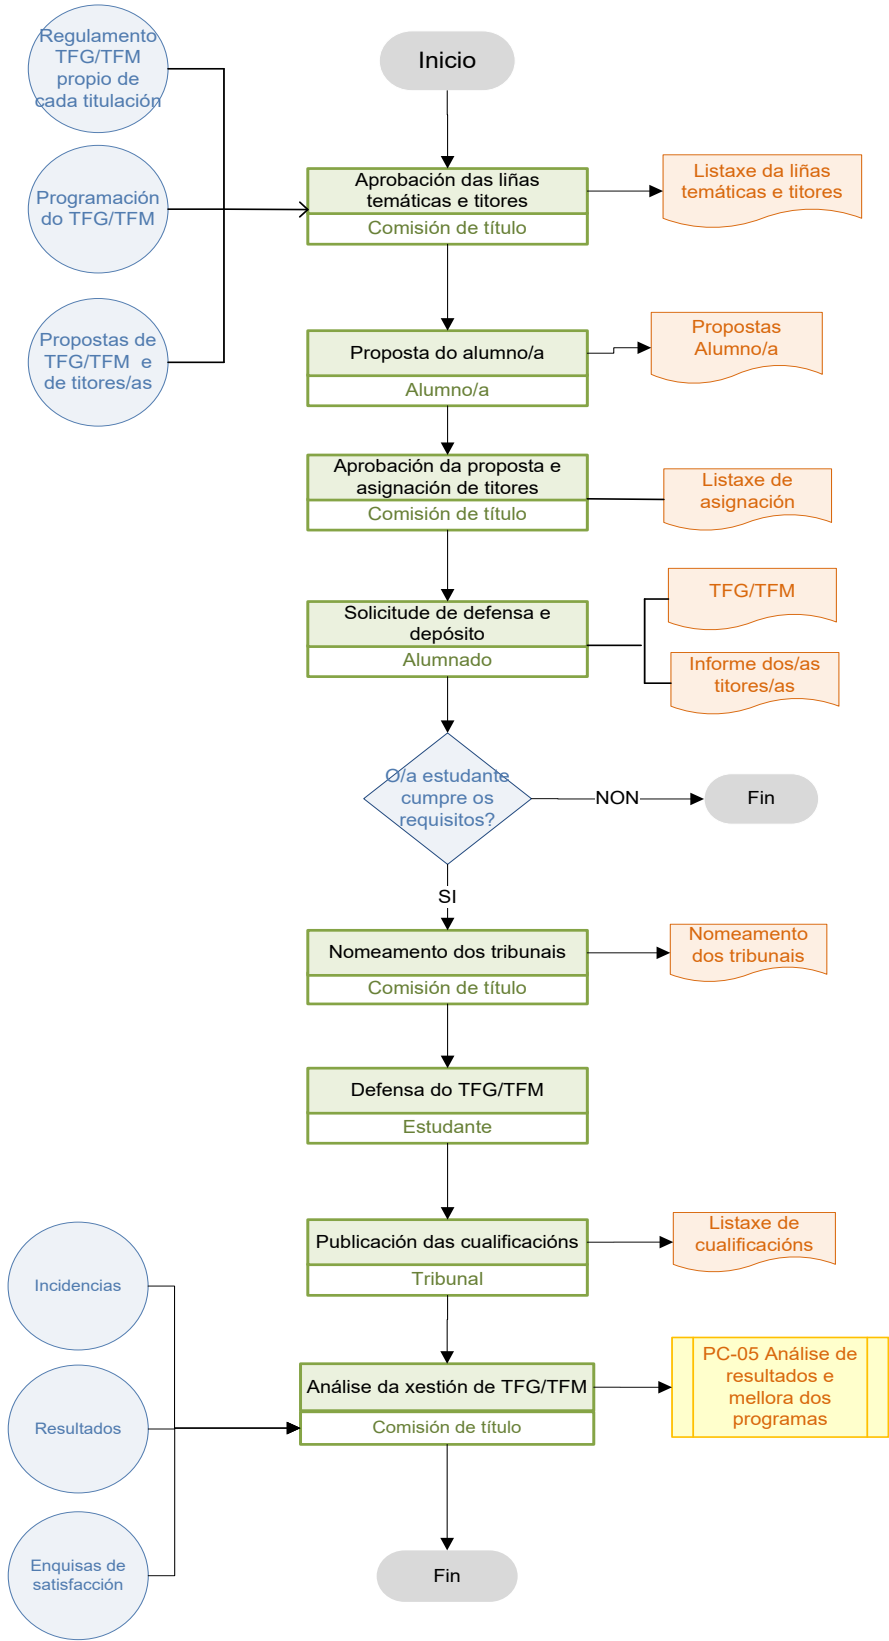 Regulamento
TFG/TFM
propio de
cada titulación
Inicio
Programación
do TFG/TFM
Aprobación das liñas
temáticas e titores
Comisión de título
Listaxe da liñas
temáticas e titores
Propostas de
TFG/TFM e
de titores/as
Proposta do alumno/a
Alumno/a
Propostas
Alumno/a
Aprobación da proposta e
asignación de titores
Comisión de título
Listaxe de
asignación
Solicitude de defensa e
depósito
Alumnado
TFG/TFM
Informe dos/as
titores/as
O/a estudante
cumpre os
requisitos?
NON
Fin
SI
Nomeamento dos tribunais
Comisión de título
Nomeamento
dos tribunais
Defensa do TFG/TFM
Estudante
Publicación das cualificacións
Tribunal
Listaxe de
cualificacións
Incidencias
Resultados
Enquisas de
satisfacción
Análise da xestión de TFG/TFM
Comisión de título
PC-05 Análise de
resultados e
mellora dos
programas
Fin